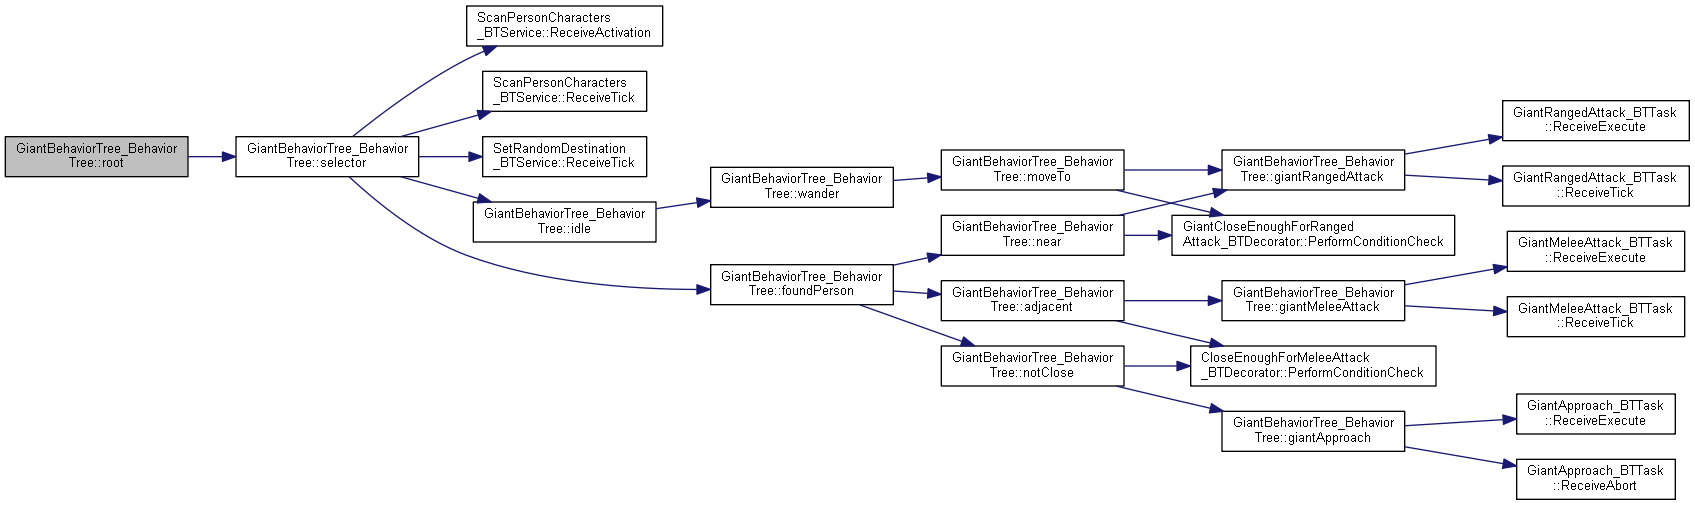 GiantBehaviorTree_Behavior
Tree::root
GiantBehaviorTree_Behavior
Tree::selector
ScanPersonCharacters
_BTService::ReceiveActivation
ScanPersonCharacters
_BTService::ReceiveTick
SetRandomDestination
_BTService::ReceiveTick
GiantBehaviorTree_Behavior
Tree::idle
GiantBehaviorTree_Behavior
Tree::wander
GiantBehaviorTree_Behavior
Tree::foundPerson
GiantBehaviorTree_Behavior
Tree::moveTo
GiantBehaviorTree_Behavior
Tree::near
GiantBehaviorTree_Behavior
Tree::adjacent
GiantBehaviorTree_Behavior
Tree::notClose
GiantBehaviorTree_Behavior
Tree::giantRangedAttack
GiantCloseEnoughForRanged
Attack_BTDecorator::PerformConditionCheck
GiantBehaviorTree_Behavior
Tree::giantMeleeAttack
CloseEnoughForMeleeAttack
_BTDecorator::PerformConditionCheck
GiantBehaviorTree_Behavior
Tree::giantApproach
GiantRangedAttack_BTTask
::ReceiveExecute
GiantRangedAttack_BTTask
::ReceiveTick
GiantMeleeAttack_BTTask
::ReceiveExecute
GiantMeleeAttack_BTTask
::ReceiveTick
GiantApproach_BTTask
::ReceiveExecute
GiantApproach_BTTask
::ReceiveAbort